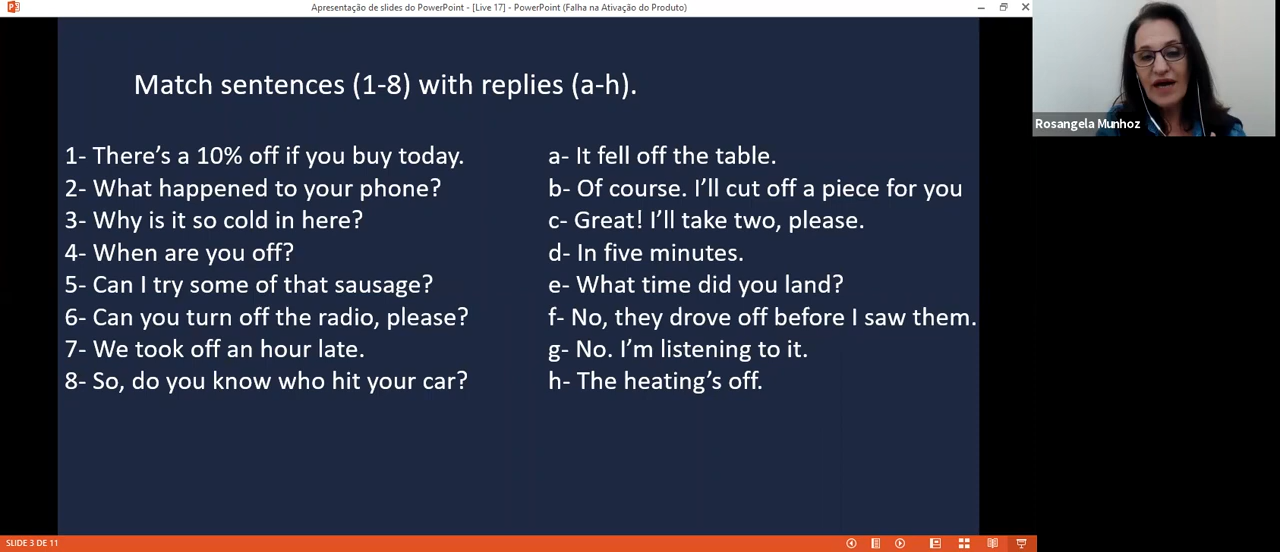 Apresentação de slides do PowerPoint - [Live 17] - PowerPoint (Falha na Ativação do Produto)
Rosangela Munhoz
Match sentences (1-8) with replies (a-h).
1- There's a 10% off if you buy today.
2- What happened to your phone?
3- Why is it so cold in here?
4- When are you off?
5- Can I try some of that sausage?
6- Can you turn off the radio, please?
7- We took off an hour late.
8- So, do you know who hit your car?
a- It fell off the table.
b- Of course. I'll cut off a piece for you
c- Great! I'll take two, please.
d- In five minutes.
e- What time did you land?
f- No, they drove off before I saw them.
g- No. I'm listening to it.
h- The heating's off.
SLIDE 3 DE 11